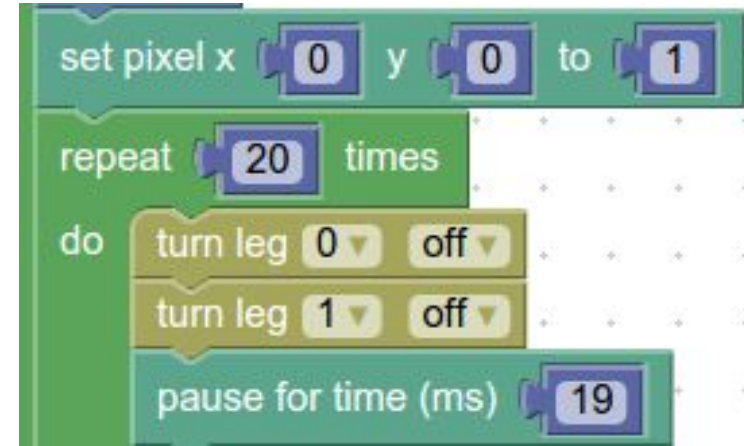 set pixel x 0 y 0 to 1
repeat 20 times
do turn leg 0 off
turn leg 1 off
pause for time (ms) 19